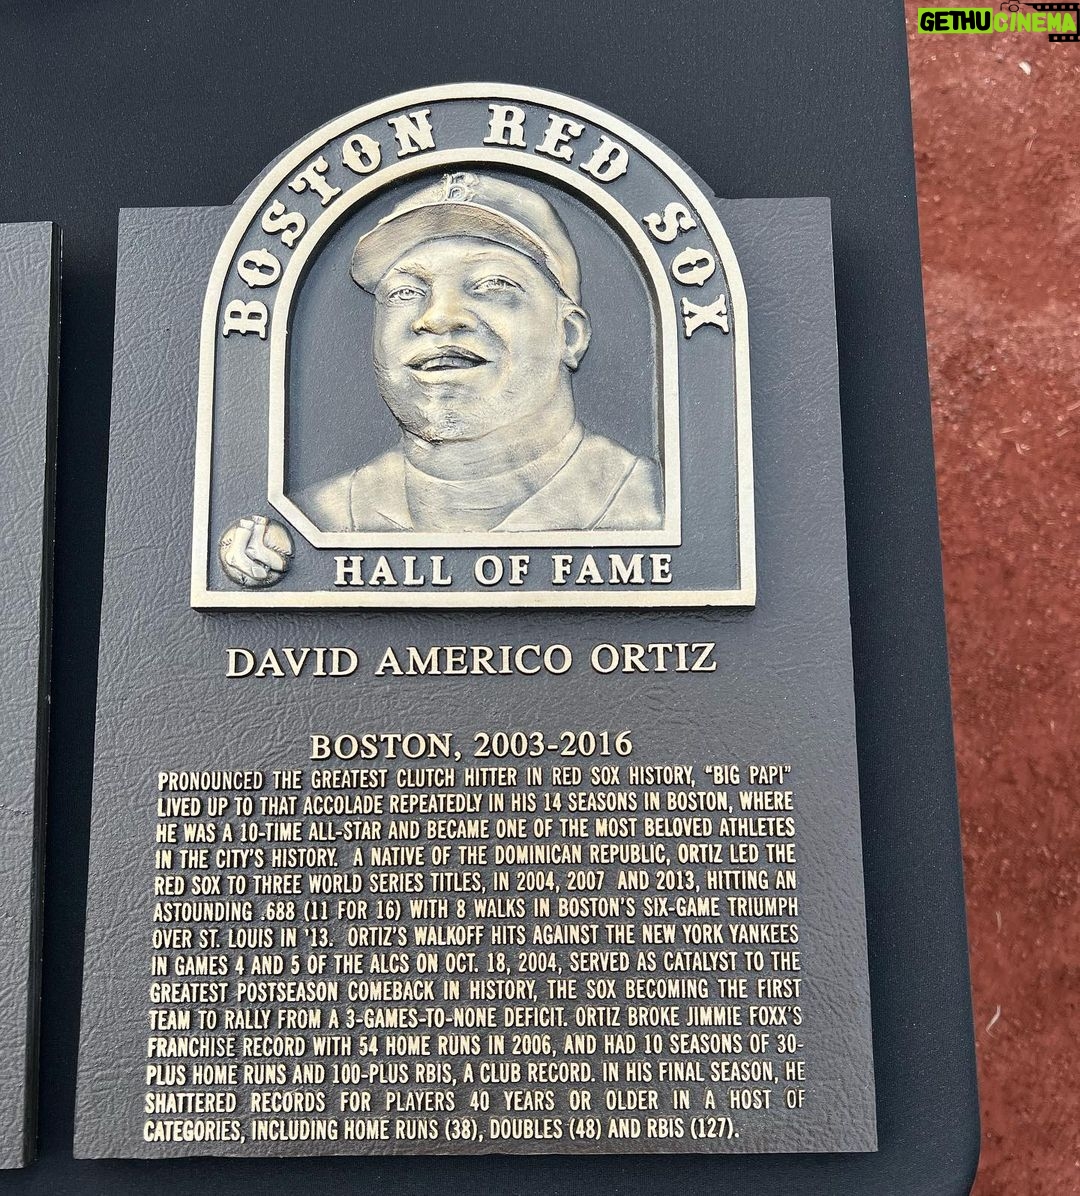 GETHUCINEMA
BOSTON RED SOX
B
HALL OF FAME
DAVID AMERICO ORTIZ
BOSTON, 2003-2016
PRONOUNCED THE GREATEST CLUTCH HITTER IN RED SOX HISTORY, “BIG PAPI”
LIVED UP TO THAT ACCOLADE REPEATEDLY IN HIS 14 SEASONS IN BOSTON, WHERE
HE WAS A 10-TIME ALL-STAR AND BECAME ONE OF THE MOST BELOVED ATHLETES
IN THE CITY’S HISTORY. A NATIVE OF THE DOMINICAN REPUBLIC, ORTIZ LED THE
RED SOX TO THREE WORLD SERIES TITLES, IN 2004, 2007 AND 2013, HITTING AN
ASTOUNDING .688 (11 FOR 16) WITH 8 WALKS IN BOSTON’S SIX-GAME TRIUMPH
OVER ST. LOUIS IN ’13. ORTIZ’S WALKOFF HITS AGAINST THE NEW YORK YANKEES
IN GAMES 4 AND 5 OF THE ALCS ON OCT. 18, 2004, SERVED AS CATALYST TO THE
GREATEST POSTSEASON COMEBACK IN HISTORY, THE SOX BECOMING THE FIRST
TEAM TO RALLY FROM A 3-GAMES-TO-NONE DEFICIT. ORTIZ BROKE JIMMIE FOXX’S
FRANCHISE RECORD WITH 54 HOME RUNS IN 2006, AND HAD 10 SEASONS OF 30-
PLUS HOME RUNS AND 100-PLUS RBIS, A CLUB RECORD. IN HIS FINAL SEASON, HE
SHATTERED RECORDS FOR PLAYERS 40 YEARS OR OLDER IN A HOST OF
CATEGORIES, INCLUDING HOME RUNS (38), DOUBLES (48) AND RBIS (127).